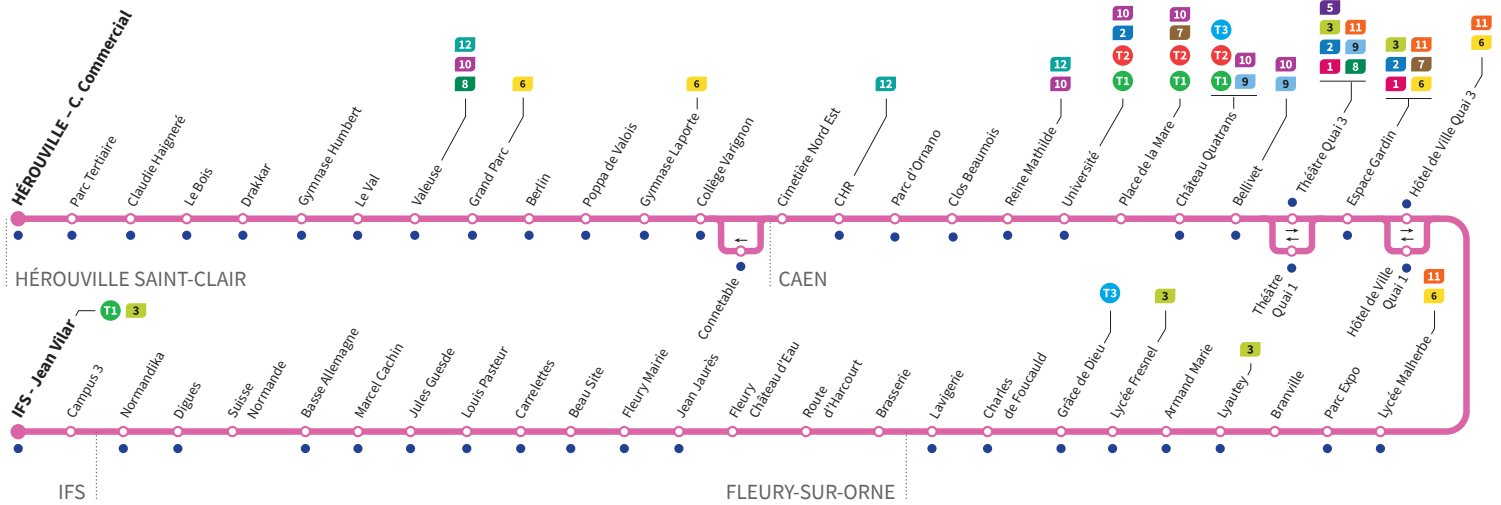 HÉROUVILLE – C. Commercial
Parc Tertiaire
Claudie Haigneré
Le Bois
Drakkar
Gymnase Humbert
Le Val
Valeuse
12
10
8
Grand Parc
6
Berlin
Poppa de Valois
Gymnase Laporte
6
Collège Varignon
Connetable
Cimetière Nord Est
CHR
12
Parc d'Ornano
Clos Beaumois
Reine Mathilde
12
10
Université
10
2
T2
T1
Place de la Mare
10
7
T2
T1
Château Quatrans
T3
T2
10
T1
9
Bellivet
10
9
Théâtre Quai 3
5
3
11
2
9
1
8
Théâtre
Quai 1
Espace Gardin
3
11
2
7
1
6
Hôtel de Ville Quai 3
11
6
Hôtel de Ville
Quai 1
HÉROUVILLE SAINT-CLAIR
CAEN
IFS - Jean Vilar
T1
3
Campus 3
Normandika
Digues
Suisse
Normande
Basse Allemagne
Marcel Cachin
Jules Guesde
Louis Pasteur
Carrelettes
Beau Site
Fleury Mairie
Jean Jaurès
Fleury
Château d'Eau
Route
d'Harcourt
Brasserie
Lavigerie
Charles
de Foucauld
Grâce de Dieu
T3
Lycée Fresnel
3
Armand Marie
Lyautey
3
Branville
Parc Expo
Lycée Malherbe
11
6
IFS
FLEURY-SUR-ORNE